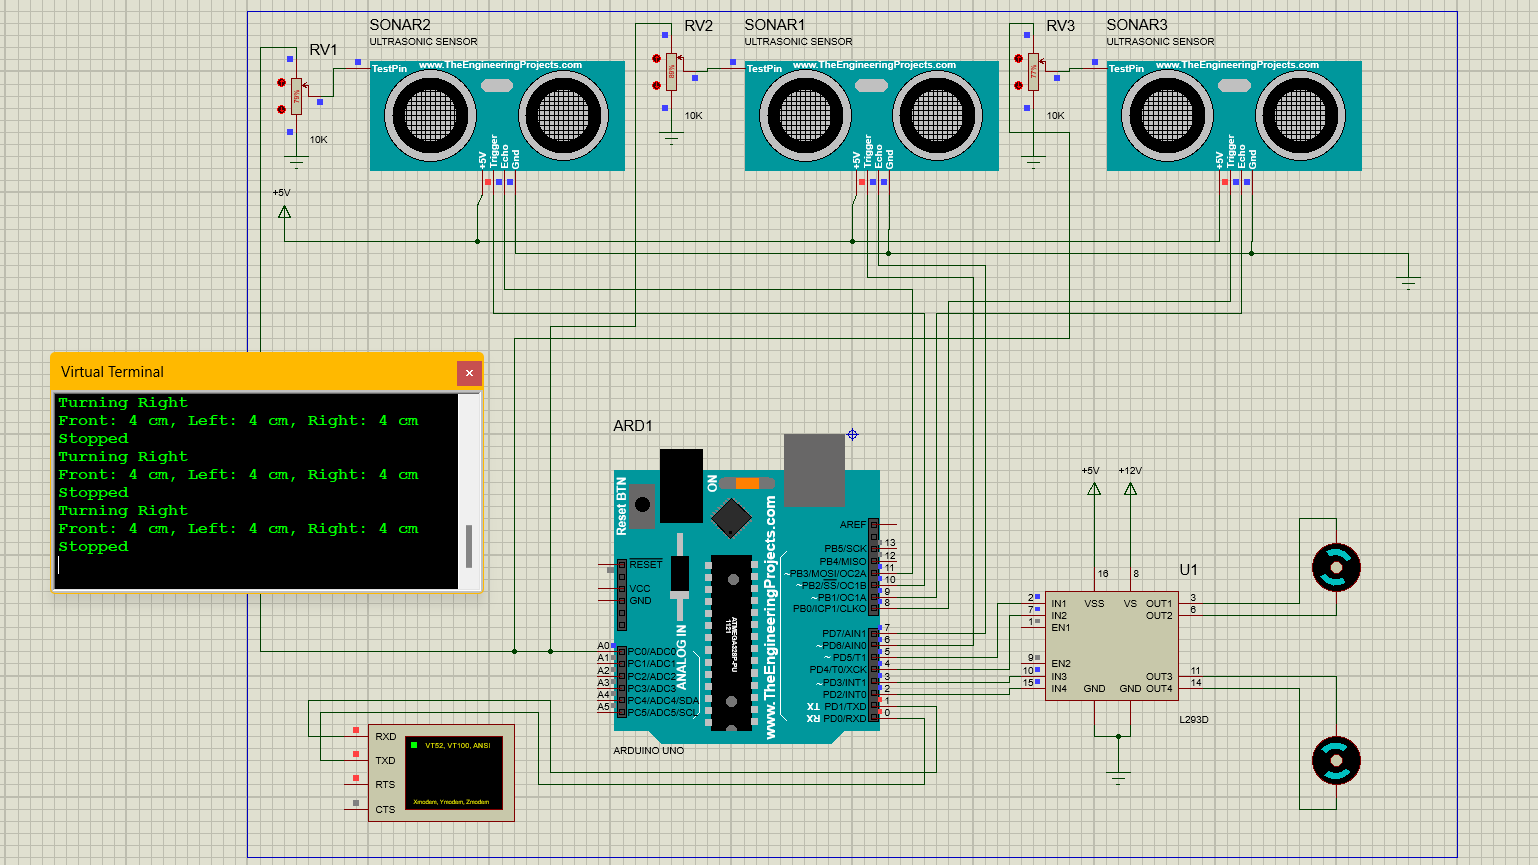 SONAR2
ULTRASONIC SENSOR
RV1
79%
10K
TestPin
www.TheEngineeringProjects.com
+5V
Trigger
Echo
Gnd
RV2
10K
SONAR1
ULTRASONIC SENSOR
TestPin
www.TheEngineeringProjects.com
+5V
Trigger
Echo
Gnd
RV3
77%
10K
SONAR3
ULTRASONIC SENSOR
TestPin
www.TheEngineeringProjects.com
+5V
Trigger
Echo
Gnd
+5V
Virtual Terminal
Turning Right
Front: 4 cm, Left: 4 cm, Right: 4 cm
Stopped
Turning Right
Front: 4 cm, Left: 4 cm, Right: 4 cm
Stopped
Turning Right
Front: 4 cm, Left: 4 cm, Right: 4 cm
Stopped
ARD1
Reset BTN
ON
www.TheEngineeringProjects.com
ANALOG IN
ATMEGA328P-PU
1121
RESET
VCC
GND
A0 PC0/ADC0
A1 PC1/ADC1
A2 PC2/ADC2
A3 PC3/ADC3
A4 PC4/ADC4/SDA
A5 PC5/ADC5/SCL
AREF
PB5/SCK 13
PB4/MISO 12
~PB3/MOSI/OC2A 11
~PB2/SS/OC1B 10
~PB1/OC1A 9
PB0/ICP1/CLKO 8
PD7/AIN1 7
~PD6/AIN0 6
~PD5/T1 5
PD4/T0/XCK 4
~PD3/INT1 3
PD2/INT0 2
TX PD1/TXD 1
RX PD0/RXD 0
ARDUINO UNO
RXD
TXD
RTS
CTS
VT52, VT100, ANSI
Xmodem, Ymodem, Zmodem
+5V
+12V
U1
16
8
VSS
VS
2 IN1
7 IN2
1 EN1
9 EN2
10 IN3
15 IN4
OUT1 3
OUT2 6
OUT3 11
OUT4 14
GND
GND
L293D